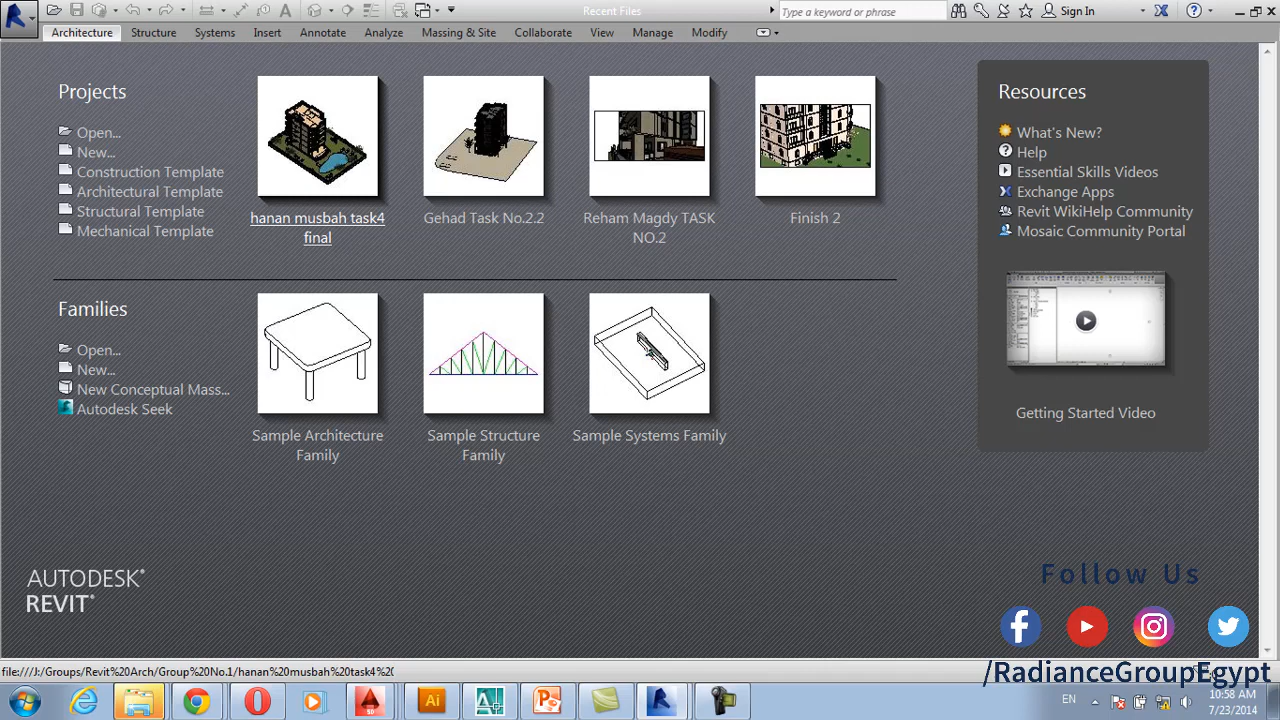 Recent Files
Type a keyword or phrase
Sign In
Architecture
Structure
Systems
Insert
Annotate
Analyze
Massing & Site
Collaborate
View
Manage
Modify
Projects
Open...
New...
Construction Template
Architectural Template
Structural Template
Mechanical Template
hanan musbah task4
final
Gehad Task No.2.2
Reham Magdy TASK
NO.2
Finish 2
Families
Open...
New...
New Conceptual Mass...
Autodesk Seek
Sample Architecture
Family
Sample Structure
Family
Sample Systems Family
Resources
What's New?
Help
Essential Skills Videos
Exchange Apps
Revit WikiHelp Community
Mosaic Community Portal
Getting Started Video
AUTODESK®
REVIT®
Follow Us
/RadianceGroupEgypt
file:///J:/Groups/Revit%20Arch/Group%20No.1/hanan%20musbah%20task4%20(
Ai
EN
10:58 AM
7/23/2014